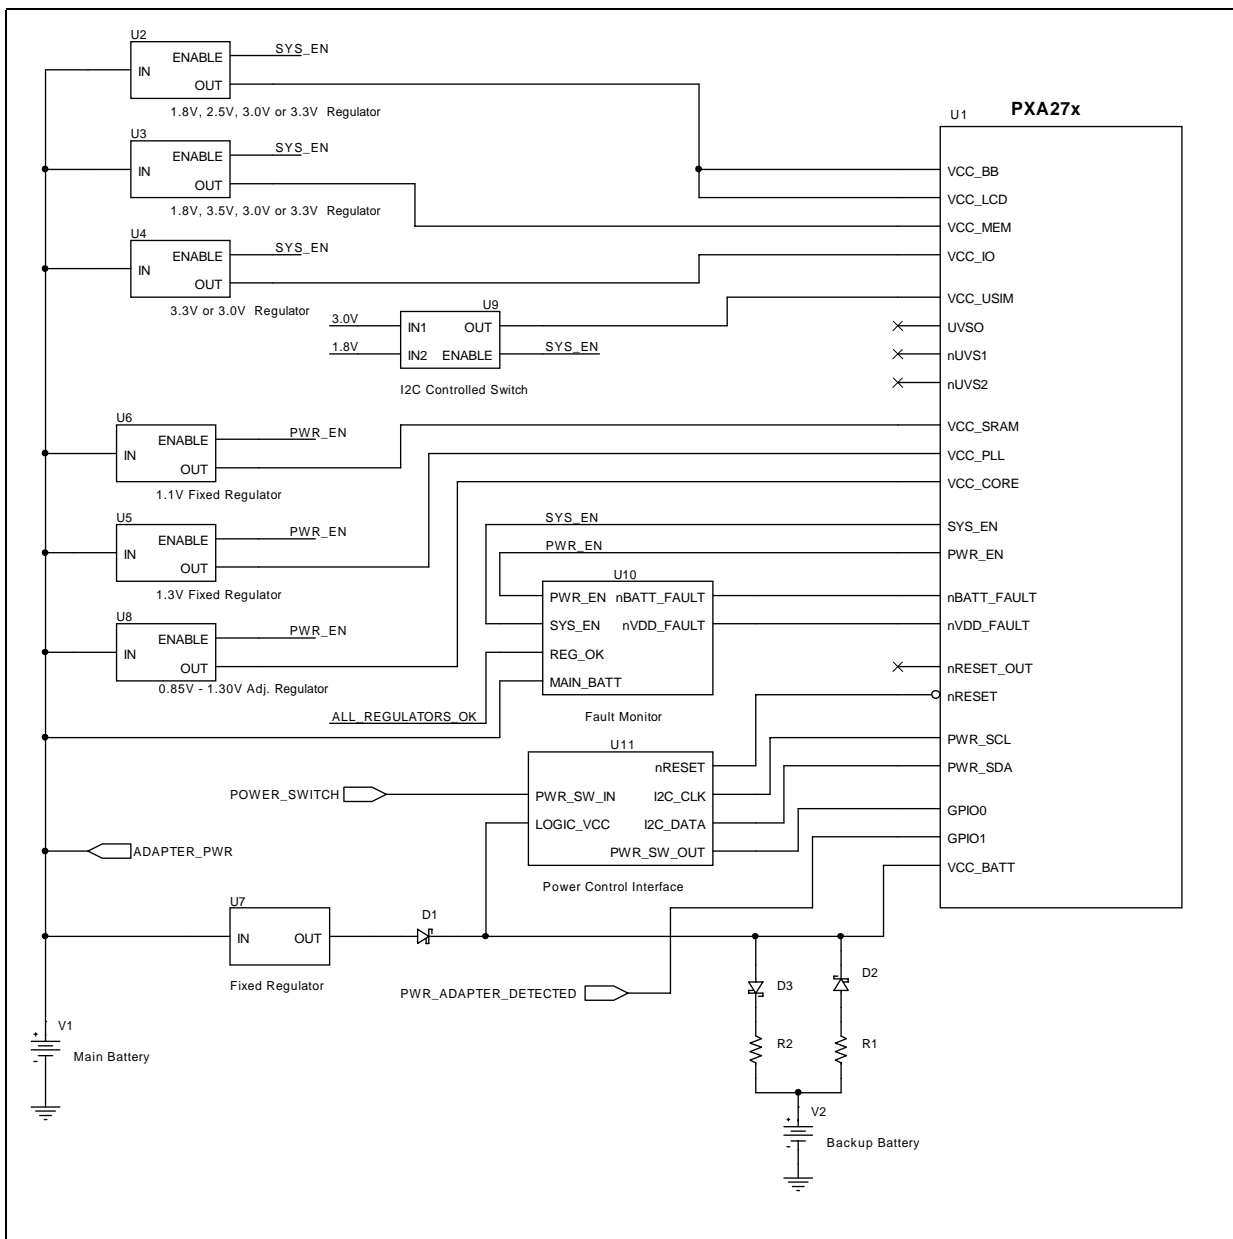 U2
ENABLE
SYS_EN
IN
OUT
1.8V, 2.5V, 3.0V or 3.3V Regulator
U3
ENABLE
SYS_EN
IN
OUT
1.8V, 3.5V, 3.0V or 3.3V Regulator
U4
ENABLE
SYS_EN
IN
OUT
3.3V or 3.0V Regulator
U9
3.0V
IN1
OUT
1.8V
IN2
ENABLE
SYS_EN
I2C Controlled Switch
U6
ENABLE
PWR_EN
IN
OUT
1.1V Fixed Regulator
U5
ENABLE
PWR_EN
IN
OUT
1.3V Fixed Regulator
U8
ENABLE
PWR_EN
IN
OUT
0.85V - 1.30V Adj. Regulator
SYS_EN
PWR_EN
U10
PWR_EN
nBATT_FAULT
SYS_EN
nVDD_FAULT
REG_OK
MAIN_BATT
ALL_REGULATORS_OK
Fault Monitor
U11
nRESET
POWER_SWITCH
PWR_SW_IN
I2C_CLK
LOGIC_VCC
I2C_DATA
PWR_SW_OUT
Power Control Interface
ADAPTER_PWR
U7
IN
OUT
Fixed Regulator
D1
PWR_ADAPTER_DETECTED
D3
D2
R2
R1
V1
Main Battery
V2
Backup Battery
U1
PXA27x
VCC_BB
VCC_LCD
VCC_MEM
VCC_IO
VCC_USIM
UVSO
nUVS1
nUVS2
VCC_SRAM
VCC_PLL
VCC_CORE
SYS_EN
PWR_EN
nBATT_FAULT
nVDD_FAULT
nRESET_OUT
nRESET
PWR_SCL
PWR_SDA
GPIO0
GPIO1
VCC_BATT